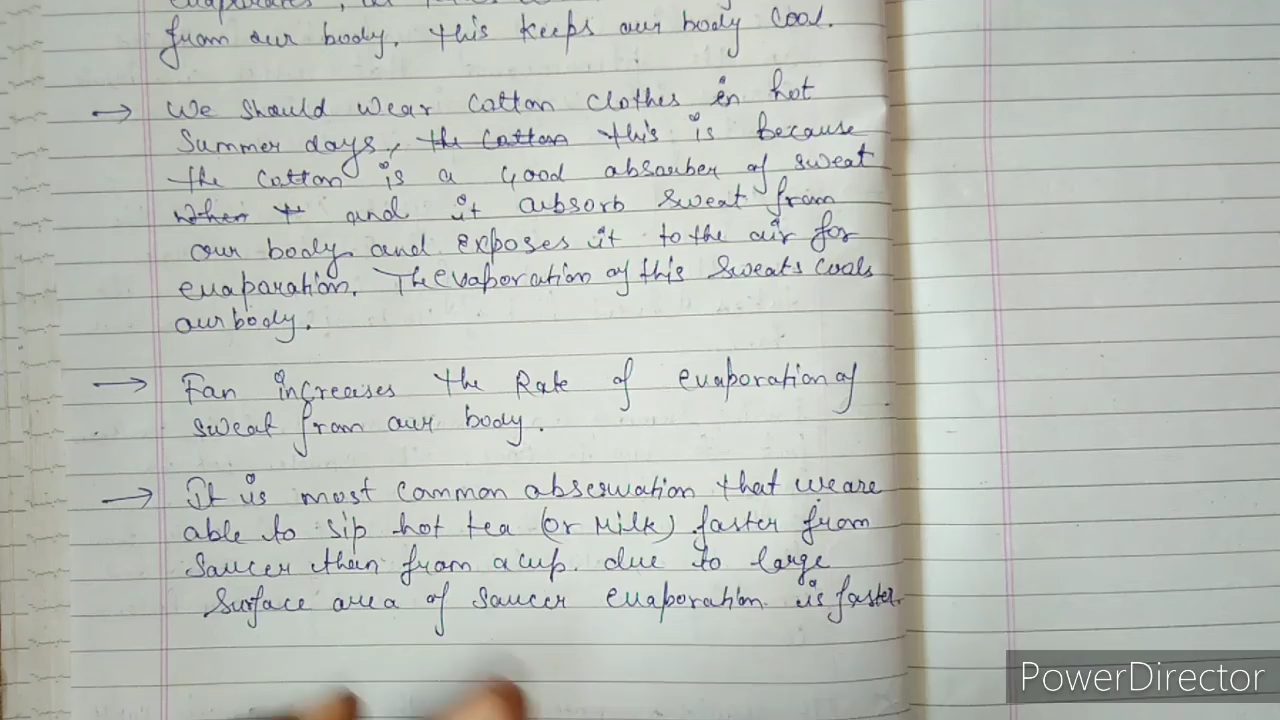 from our body. This keeps our body cool.
→ We should wear cotton clothes in hot
Summer days, the cotton this is because
the cotton is a good absorber of sweat
when it and it absorb sweat from
our body and exposes it to the air for
evaporation. The evaporation of this sweats cools
our body.
→ Fan increases the Rate of evaporation of
sweat from our body.
→ It is most common observation that we are
able to sip hot tea (or Milk) faster from
Saucer than from a cup. due to large
Surface area of saucer evaporation is faster.
PowerDirector